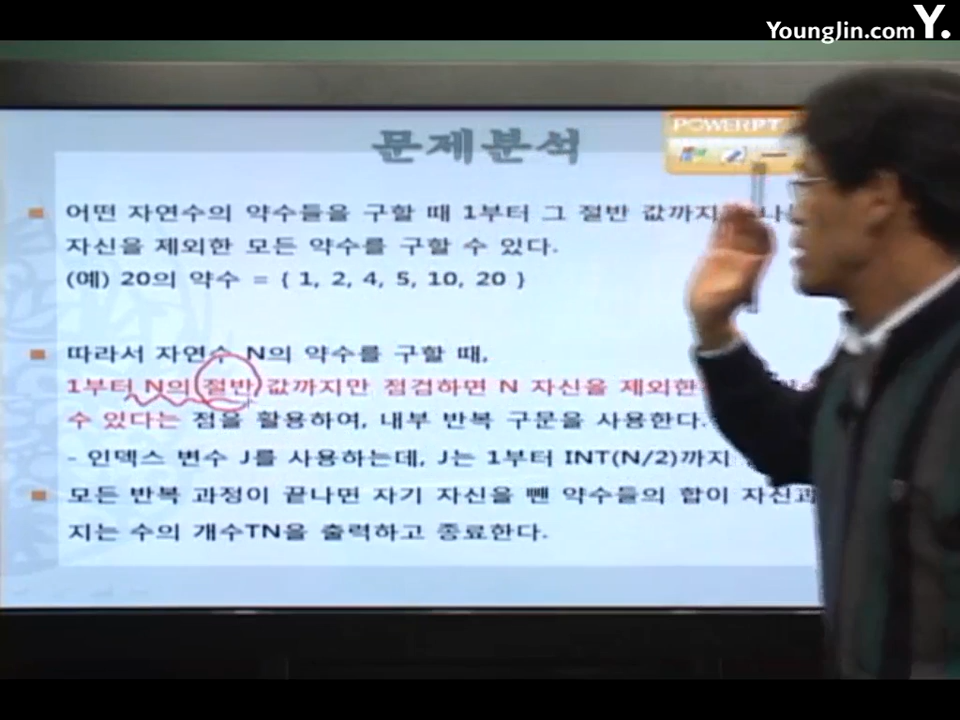 YoungJin.com Y.
문제분석
POWERPT
어떤 자연수의 약수들을 구할 때 1부터 그 절반 값까지
자신을 제외한 모든 약수를 구할 수 있다.
(예) 20의 약수 = { 1, 2, 4, 5, 10, 20 }
따라서 자연수 N의 약수를 구할 때,
1부터 N의 절반 값까지만 점검하면 N 자신을 제외한
수 있다는 점을 활용하여, 내부 반복 구문을 사용한다.
- 인덱스 변수 J를 사용하는데, J는 1부터 INT(N/2)까지
모든 반복 과정이 끝나면 자기 자신을 뺀 약수들의 합이 자신과
지는 수의 개수TN을 출력하고 종료한다.